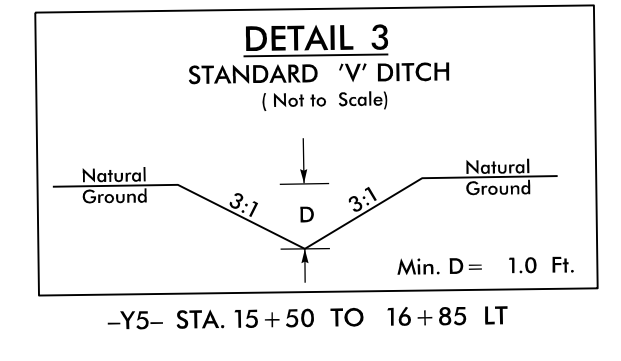 DETAIL 3
STANDARD 'V' DITCH
( Not to Scale)
Natural
Ground
3:1
D
3:1
Natural
Ground
Min. D = 1.0 Ft.
–Y5– STA. 15+50 TO 16+85 LT